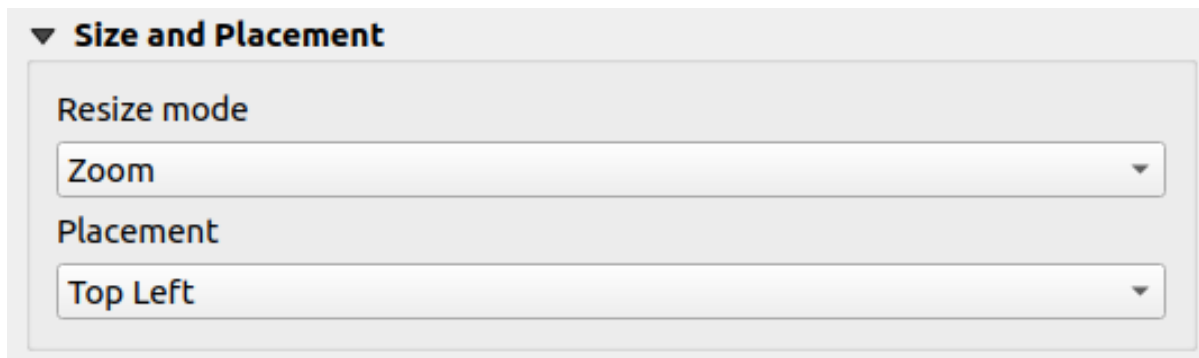 Size and Placement
Resize mode
Zoom
Placement
Top Left